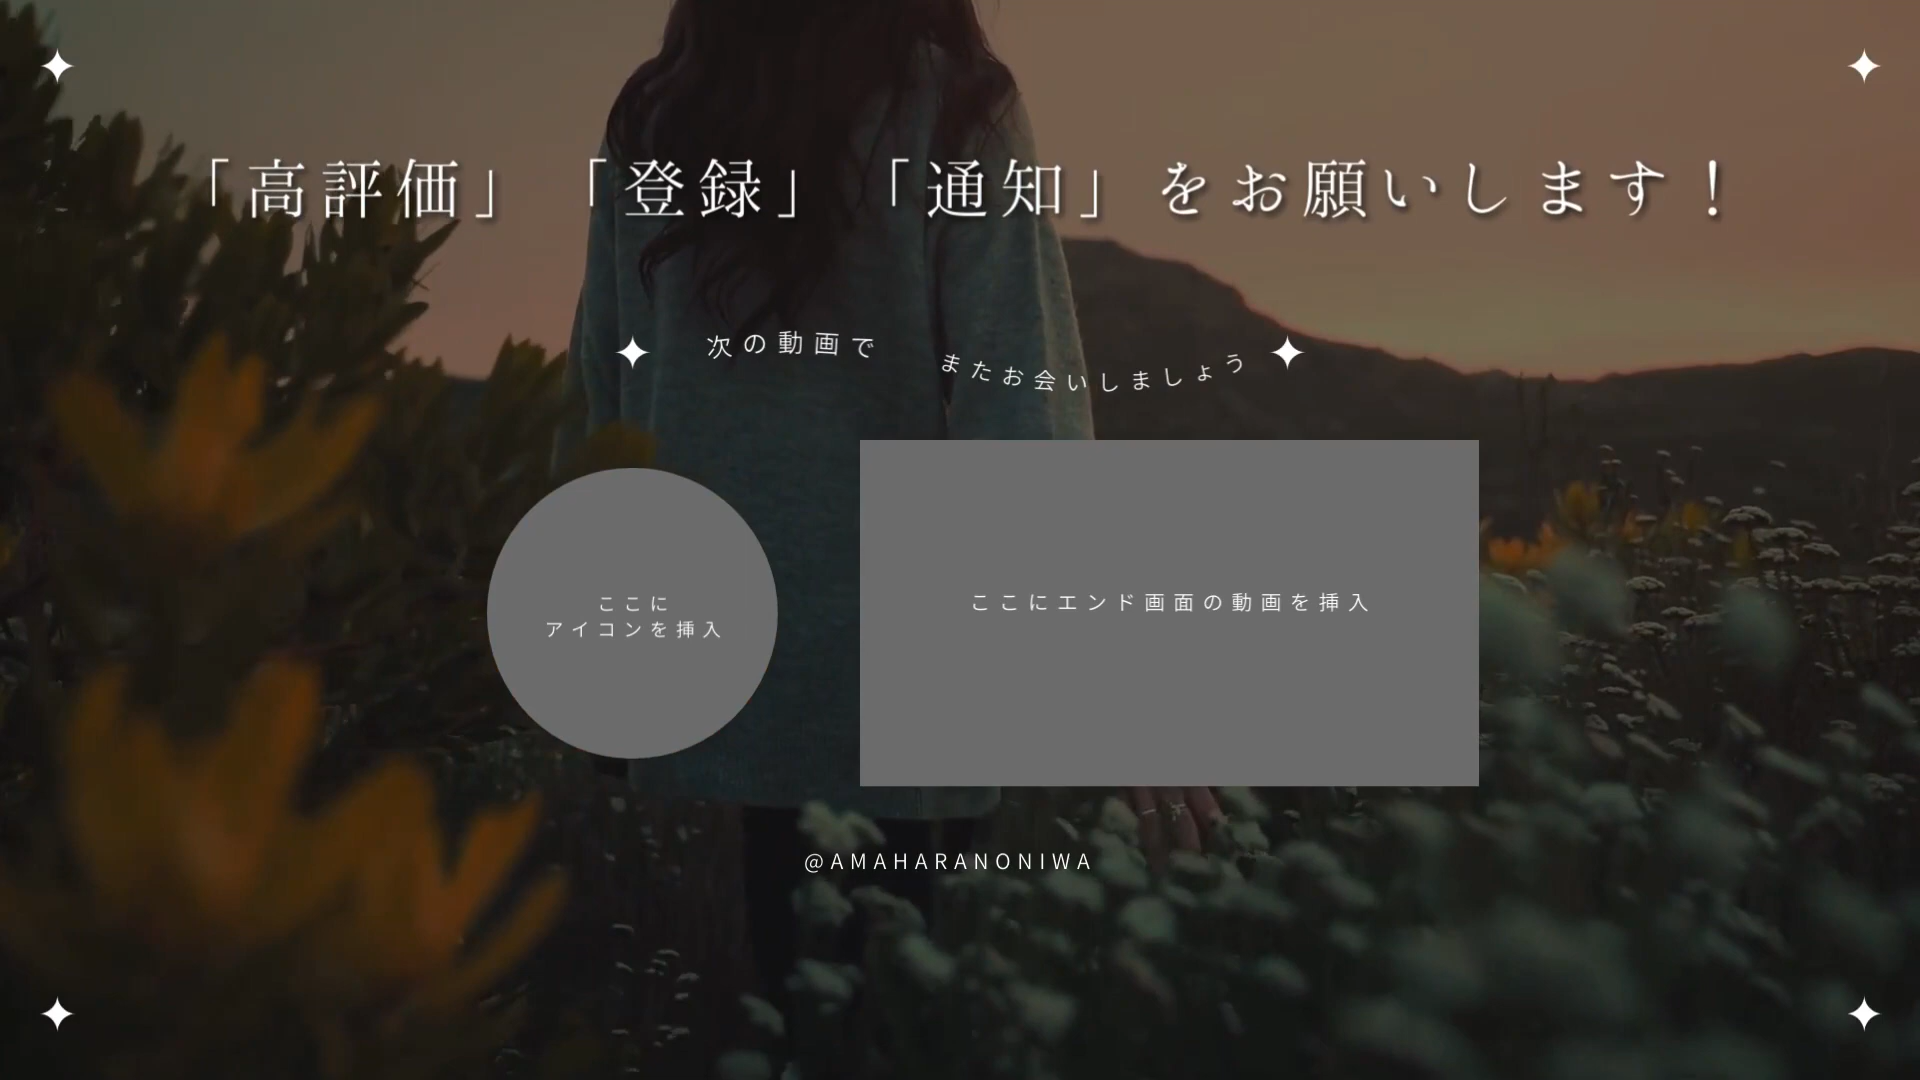 「高評価」「登録」「通知」をお願いします！
次の動画で またお会いしましょう
ここに
アイコンを挿入
ここにエンド画面の動画を挿入
@AMAHARANONIWA